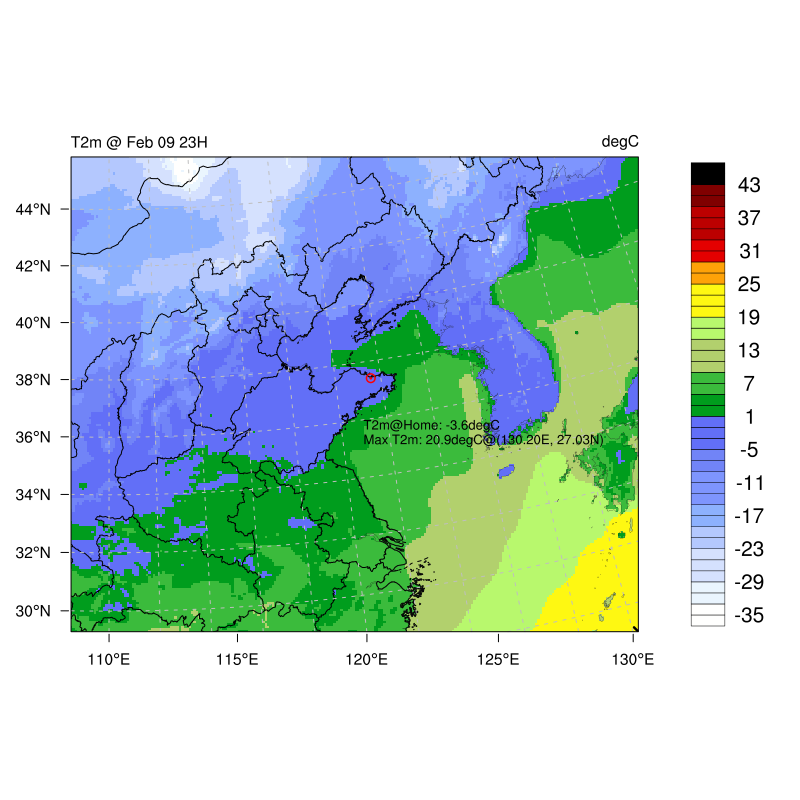 T2m @ Feb 09 23H
degC
44°N
42°N
40°N
38°N
36°N
34°N
32°N
30°N
110°E
115°E
120°E
125°E
130°E
T2m@Home: -3.6degC
Max T2m: 20.9degC@(130.20E, 27.03N)
43
37
31
25
19
13
7
1
-5
-11
-17
-23
-29
-35